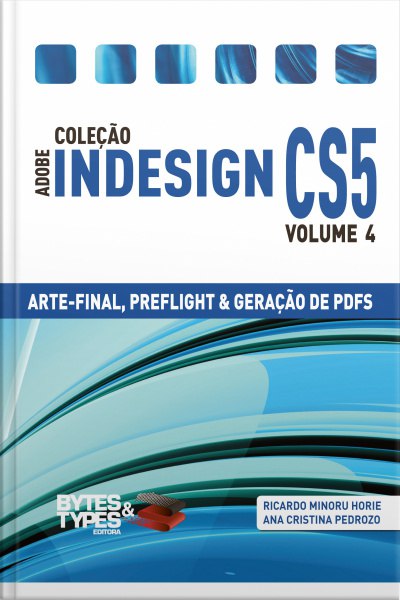 COLEÇÃO
ADOBE
INDESIGN CS5
VOLUME 4
ARTE-FINAL, PREFLIGHT & GERAÇÃO DE PDFS
BYTES &
TYPES
EDITORA
RICARDO MINORU HORIE
ANA CRISTINA PEDROZO